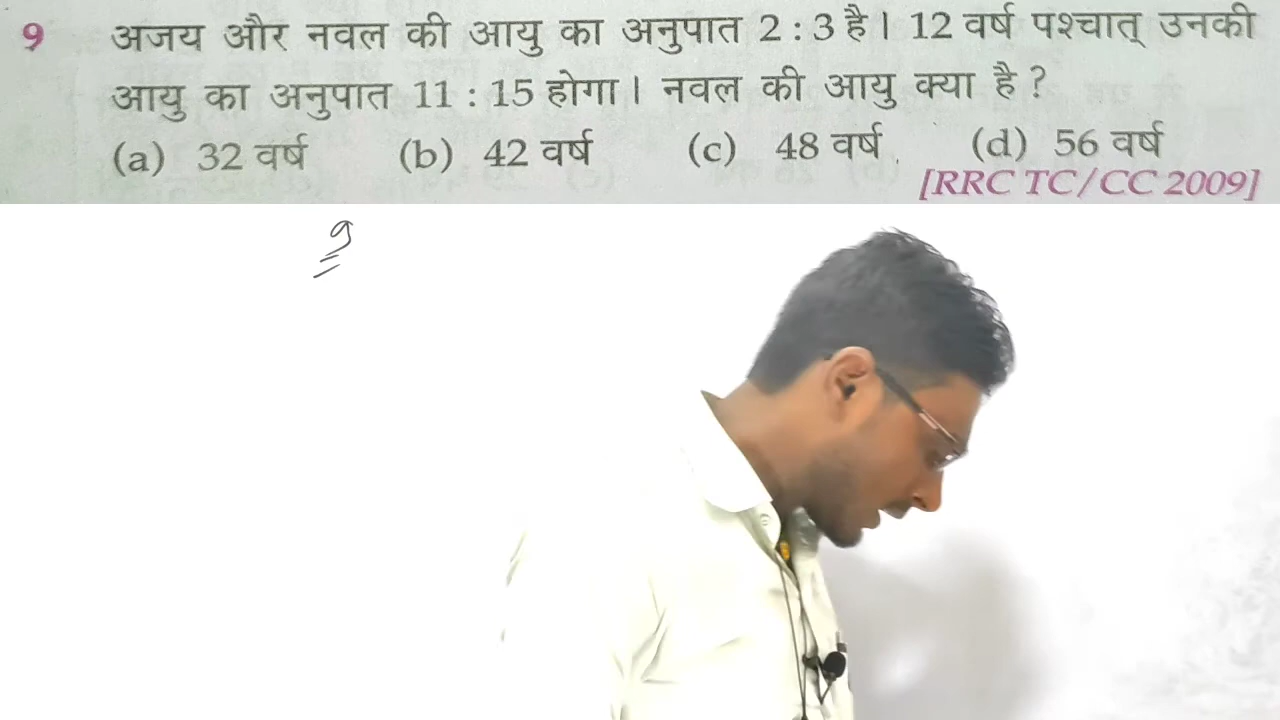 9 अजय और नवल की आयु का अनुपात 2 : 3 है। 12 वर्ष पश्चात् उनकी
आयु का अनुपात 11 : 15 होगा। नवल की आयु क्या है ?
(a) 32 वर्ष (b) 42 वर्ष (c) 48 वर्ष (d) 56 वर्ष
[RRC TC/CC 2009]
9